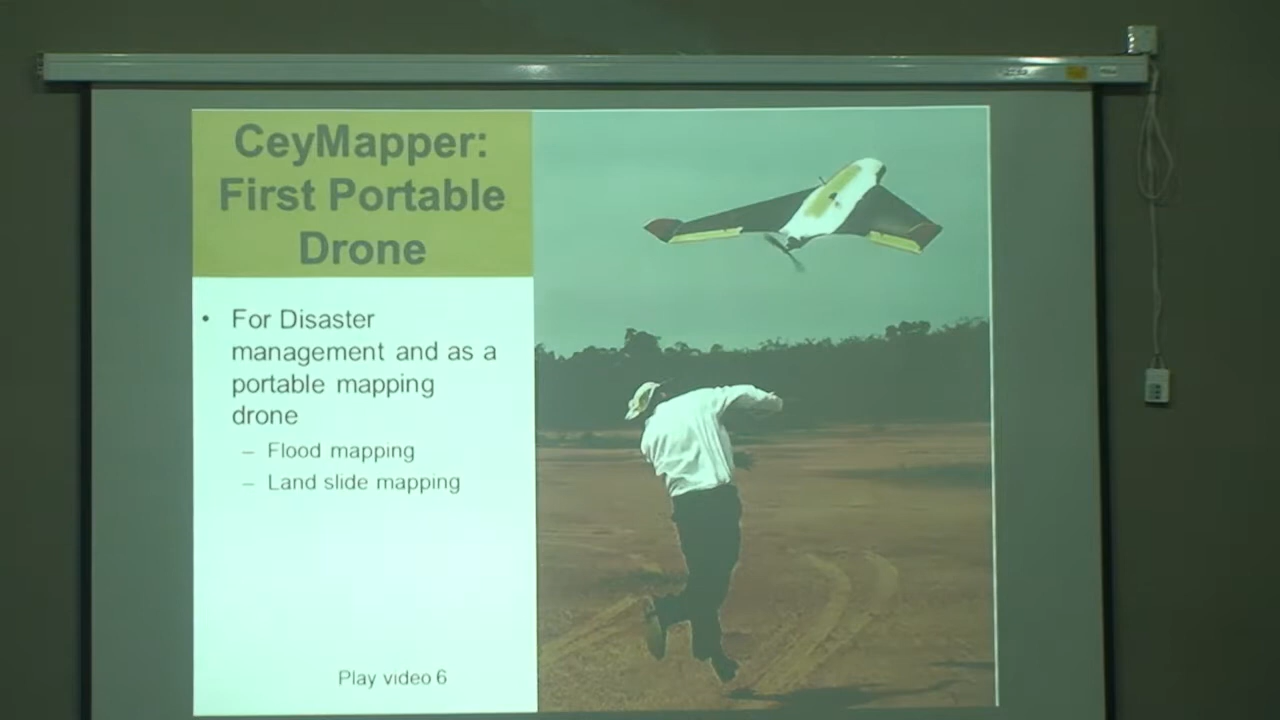 CeyMapper:
First Portable
Drone
• For Disaster
management and as a
portable mapping
drone
– Flood mapping
– Land slide mapping
Play video 6